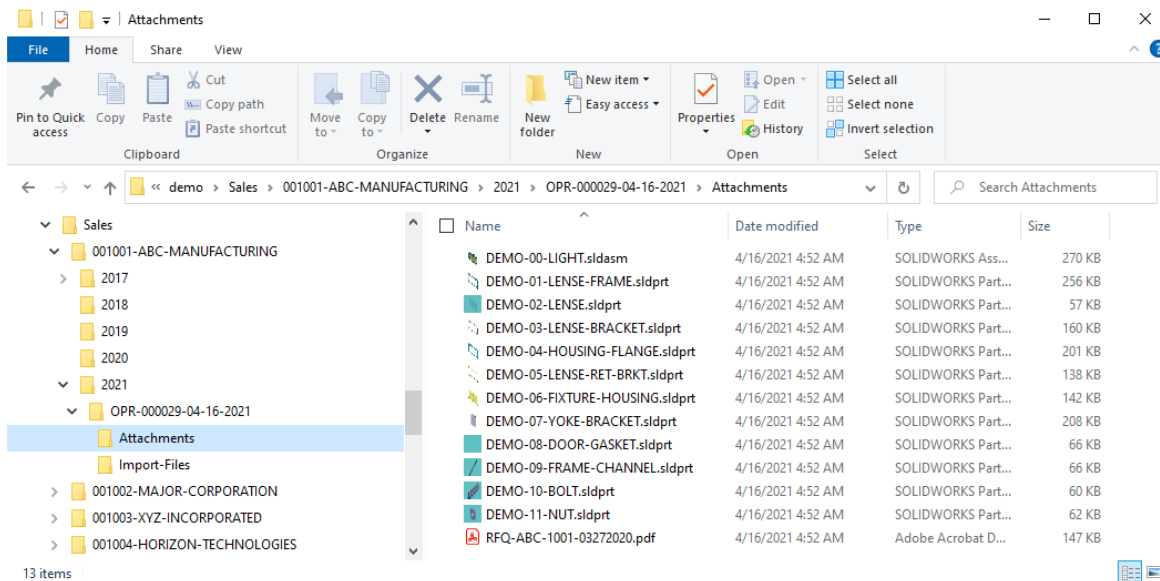 Attachments
File Home Share View
Pin to Quick access
Copy
Paste
Cut
Copy path
Paste shortcut
Clipboard
Move to
Copy to
Delete
Rename
Organize
New folder
New item
Easy access
New
Properties
Open
Edit
History
Open
Select all
Select none
Invert selection
Select
« demo › Sales › 001001-ABC-MANUFACTURING › 2021 › OPR-000029-04-16-2021 › Attachments
Search Attachments
Sales
001001-ABC-MANUFACTURING
2017
2018
2019
2020
2021
OPR-000029-04-16-2021
Attachments
Import-Files
001002-MAJOR-CORPORATION
001003-XYZ-INCORPORATED
001004-HORIZON-TECHNOLOGIES
Name Date modified Type Size
DEMO-00-LIGHT.sldasm 4/16/2021 4:52 AM SOLIDWORKS Ass... 270 KB
DEMO-01-LENSE-FRAME.sldprt 4/16/2021 4:52 AM SOLIDWORKS Part... 256 KB
DEMO-02-LENSE.sldprt 4/16/2021 4:52 AM SOLIDWORKS Part... 57 KB
DEMO-03-LENSE-BRACKET.sldprt 4/16/2021 4:52 AM SOLIDWORKS Part... 160 KB
DEMO-04-HOUSING-FLANGE.sldprt 4/16/2021 4:52 AM SOLIDWORKS Part... 201 KB
DEMO-05-LENSE-RET-BRKT.sldprt 4/16/2021 4:52 AM SOLIDWORKS Part... 138 KB
DEMO-06-FIXTURE-HOUSING.sldprt 4/16/2021 4:52 AM SOLIDWORKS Part... 142 KB
DEMO-07-YOKE-BRACKET.sldprt 4/16/2021 4:52 AM SOLIDWORKS Part... 208 KB
DEMO-08-DOOR-GASKET.sldprt 4/16/2021 4:52 AM SOLIDWORKS Part... 66 KB
DEMO-09-FRAME-CHANNEL.sldprt 4/16/2021 4:52 AM SOLIDWORKS Part... 66 KB
DEMO-10-BOLT.sldprt 4/16/2021 4:52 AM SOLIDWORKS Part... 60 KB
DEMO-11-NUT.sldprt 4/16/2021 4:52 AM SOLIDWORKS Part... 62 KB
RFQ-ABC-1001-03272020.pdf 4/16/2021 4:52 AM Adobe Acrobat D... 147 KB
13 items